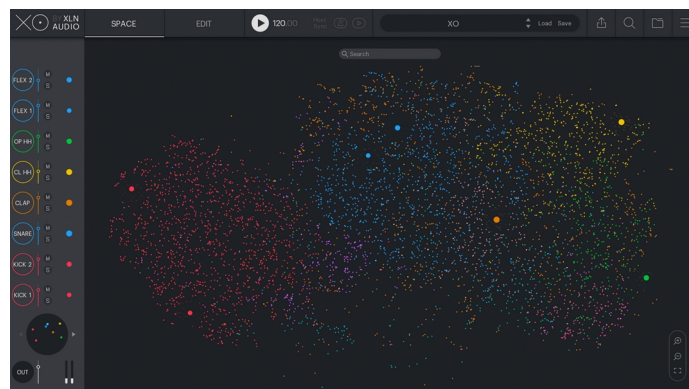 XO BY XLN AUDIO
SPACE
EDIT
120.00
XO
Load Save
Search
FLEX 2 M S
FLEX 1 M S
OP HH M S
CL HH M S
CLAP M S
SNARE M S
KICK 2 M S
KICK 1 M S
OUT